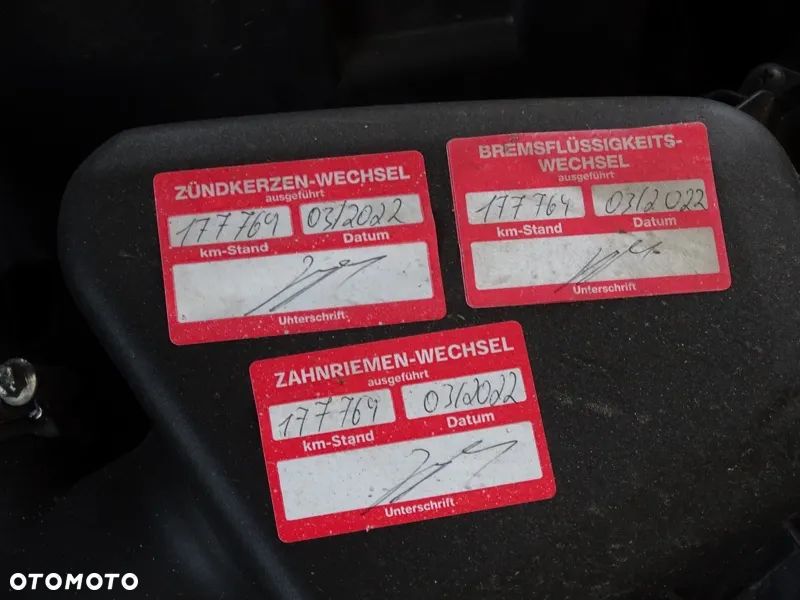 ZÜNDKERZEN-WECHSEL
ausgeführt
177764 03/2022
km-Stand Datum
Unterschrift
BREMSFLÜSSIGKEITS-
WECHSEL
ausgeführt
177764 03/2022
km-Stand Datum
Unterschrift
ZAHNRIEMEN-WECHSEL
ausgeführt
177764 03/2022
km-Stand Datum
Unterschrift
OTOMOTO